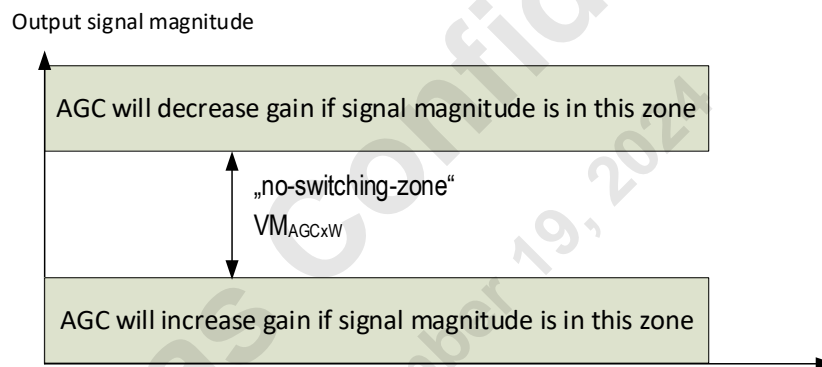 Output signal magnitude
AGC will decrease gain if signal magnitude is in this zone
„no-switching-zone“
VMAGCxW
AGC will increase gain if signal magnitude is in this zone